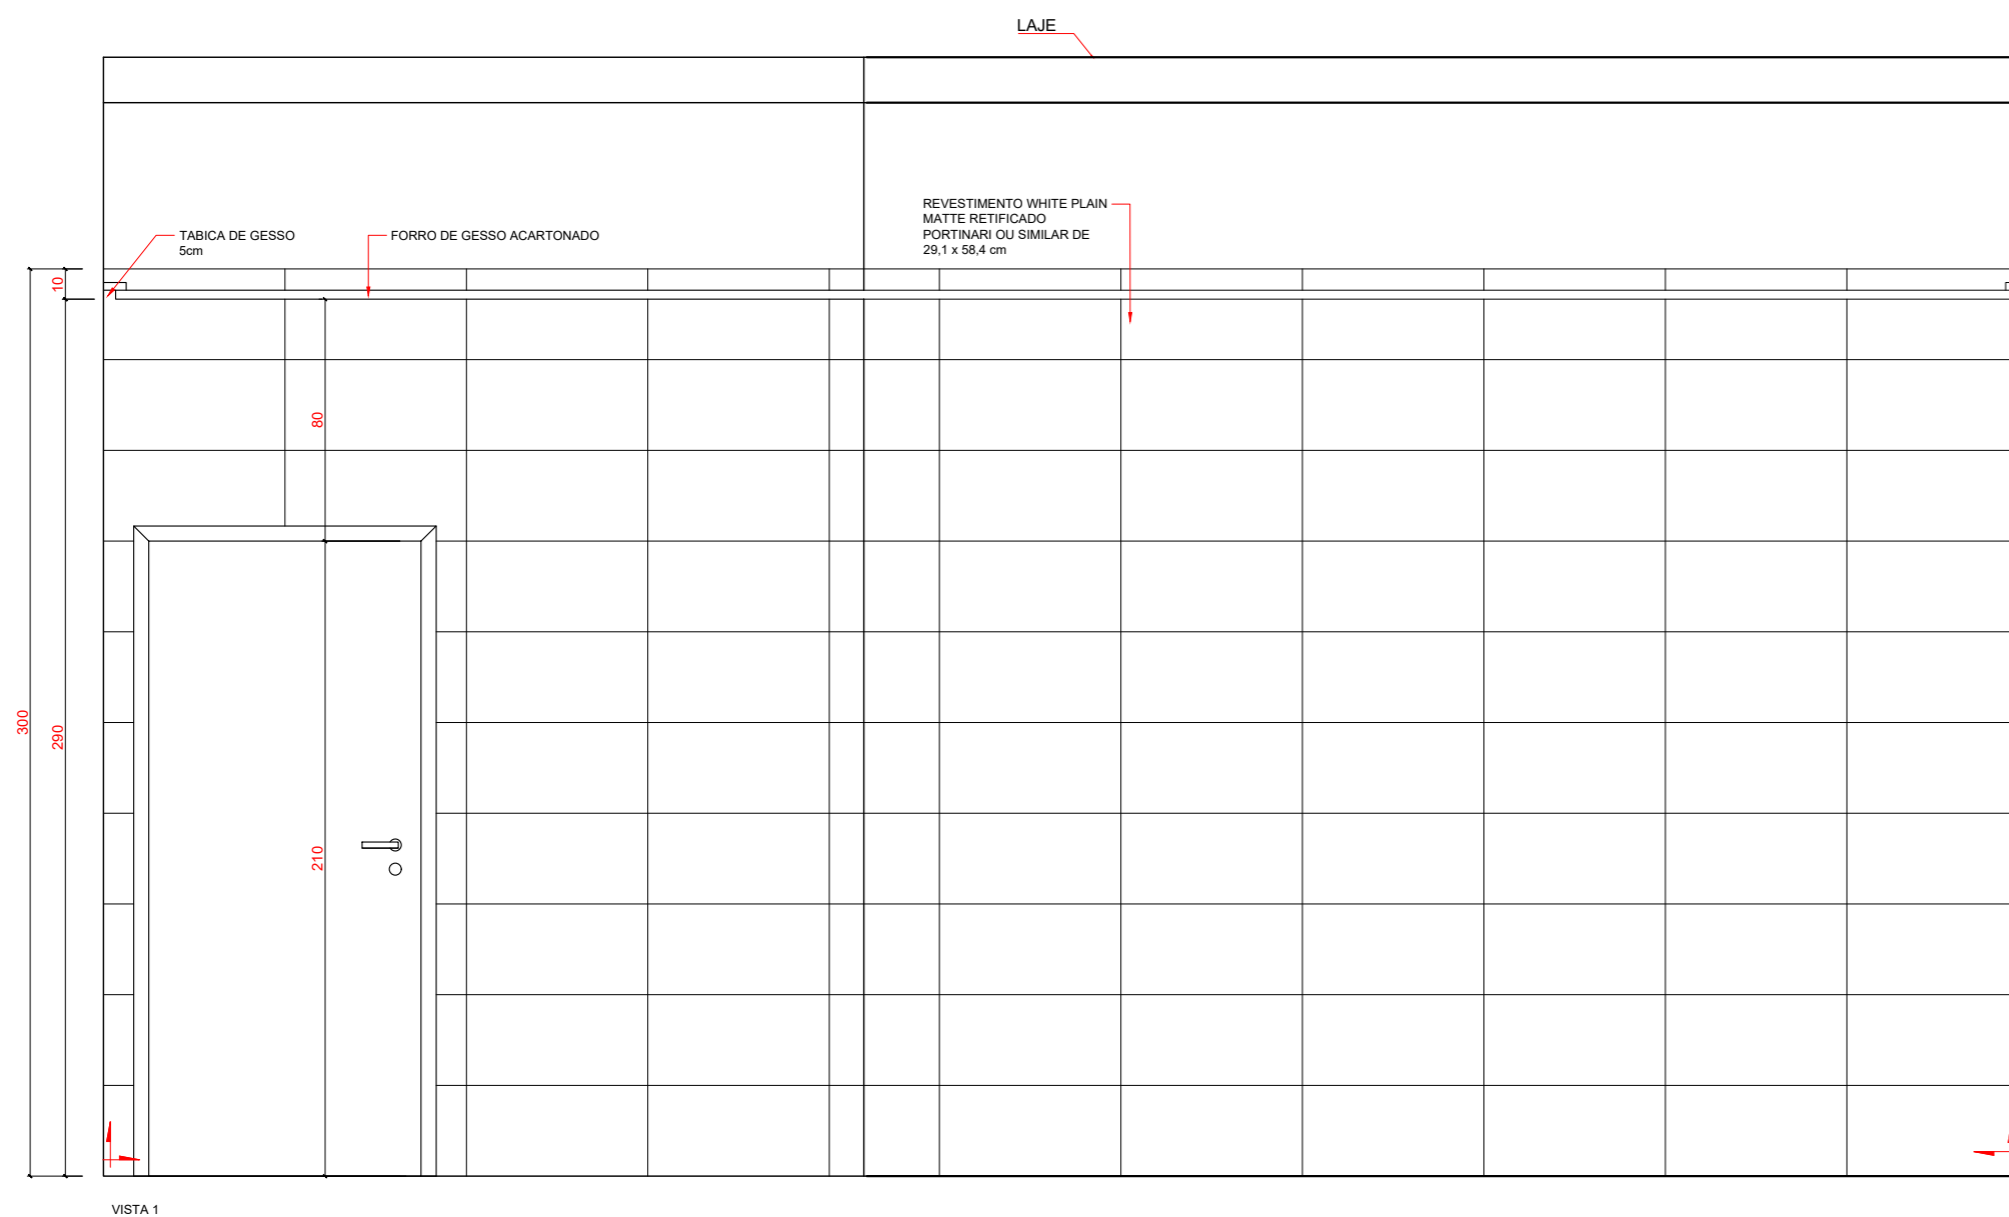 LAJE
REVESTIMENTO WHITE PLAIN
MATTE RETIFICADO
PORTINARI OU SIMILAR DE
29,1 x 58,4 cm
TABICA DE GESSO
5cm
FORRO DE GESSO ACARTONADO
10
80
300
290
210
VISTA 1